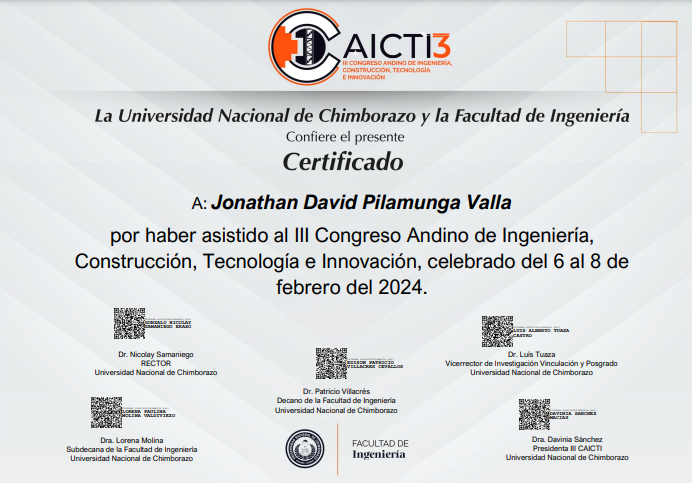 CAICTI3
III CONGRESO ANDINO DE INGENIERÍA,
CONSTRUCCIÓN, TECNOLOGÍA
E INNOVACIÓN
La Universidad Nacional de Chimborazo y la Facultad de Ingeniería
Confiere el presente
Certificado
A: Jonathan David Pilamunga Valla
por haber asistido al III Congreso Andino de Ingeniería,
Construcción, Tecnología e Innovación, celebrado del 6 al 8 de
febrero del 2024.
GONZALO NICOLAY
SAMANIEGO ERAZO
Dr. Nicolay Samaniego
RECTOR
Universidad Nacional de Chimborazo
LUIS ALBERTO TUAZA
CASTRO
Dr. Luís Tuaza
Vicerrector de Investigación Vinculación y Posgrado
Universidad Nacional de Chimborazo
EDISON PATRICIO
VILLACRES CEVALLOS
Dr. Patricio Villacrés
Decano de la Facultad de Ingeniería
Universidad Nacional de Chimborazo
LORENA PAULINA
MOLINA VALDIVIEZO
Dra. Lorena Molina
Subdecana de la Facultad de Ingeniería
Universidad Nacional de Chimborazo
DAVINIA SANCHEZ
MACIAS
Dra. Davinia Sánchez
Presidenta III CAICTI
Universidad Nacional de Chimborazo
FACULTAD DE
Ingeniería